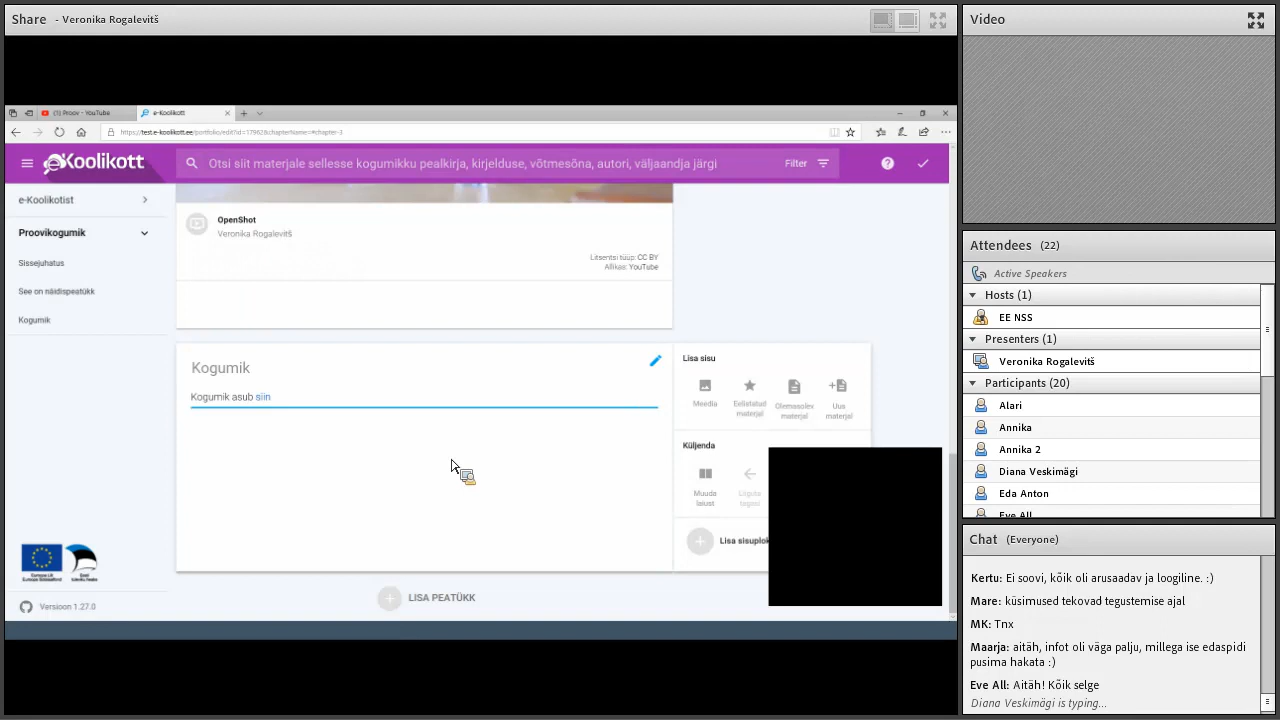 Share - Veronika Rogalevitš
(1) Proov - YouTube
e-Koolikott
https://test.e-koolikott.ee/portfolio/edit?id=17962&chapterName=#chapter-3
eKoolikott
Otsi siit materjale sellesse kogumikku pealkirja, kirjelduse, võtmesõna, autori, väljaandja järgi
Filter
e-Koolikotist
Proovikogumik
Sissejuhatus
See on näidispeatükk
Kogumik
OpenShot
Veronika Rogalevitš
Litsentsi tüüp: CC BY
Allikas: YouTube
Kogumik
Kogumik asub siin
Lisa sisu
Meedia
Eelistatud materjal
Olemasolev materjal
Uus materjal
Küljenda
Muuda laiust
Liiguta tagasi
Lisa sisuplok
LISA PEATÜKK
Versioon 1.27.0
Video
Attendees (22)
Active Speakers
Hosts (1)
EE NSS
Presenters (1)
Veronika Rogalevitš
Participants (20)
Alari
Annika
Annika 2
Diana Veskimägi
Eda Anton
Eve All
Chat (Everyone)
Kertu: Ei soovi, kõik oli arusaadav ja loogiline. :)
Mare: küsimused tekovad tegustemise ajal
MK: Tnx
Maarja: aitäh, infot oli väga palju, millega ise edaspidi
pusima hakata :)
Eve All: Aitäh! Kõik selge
Diana Veskimägi is typing...